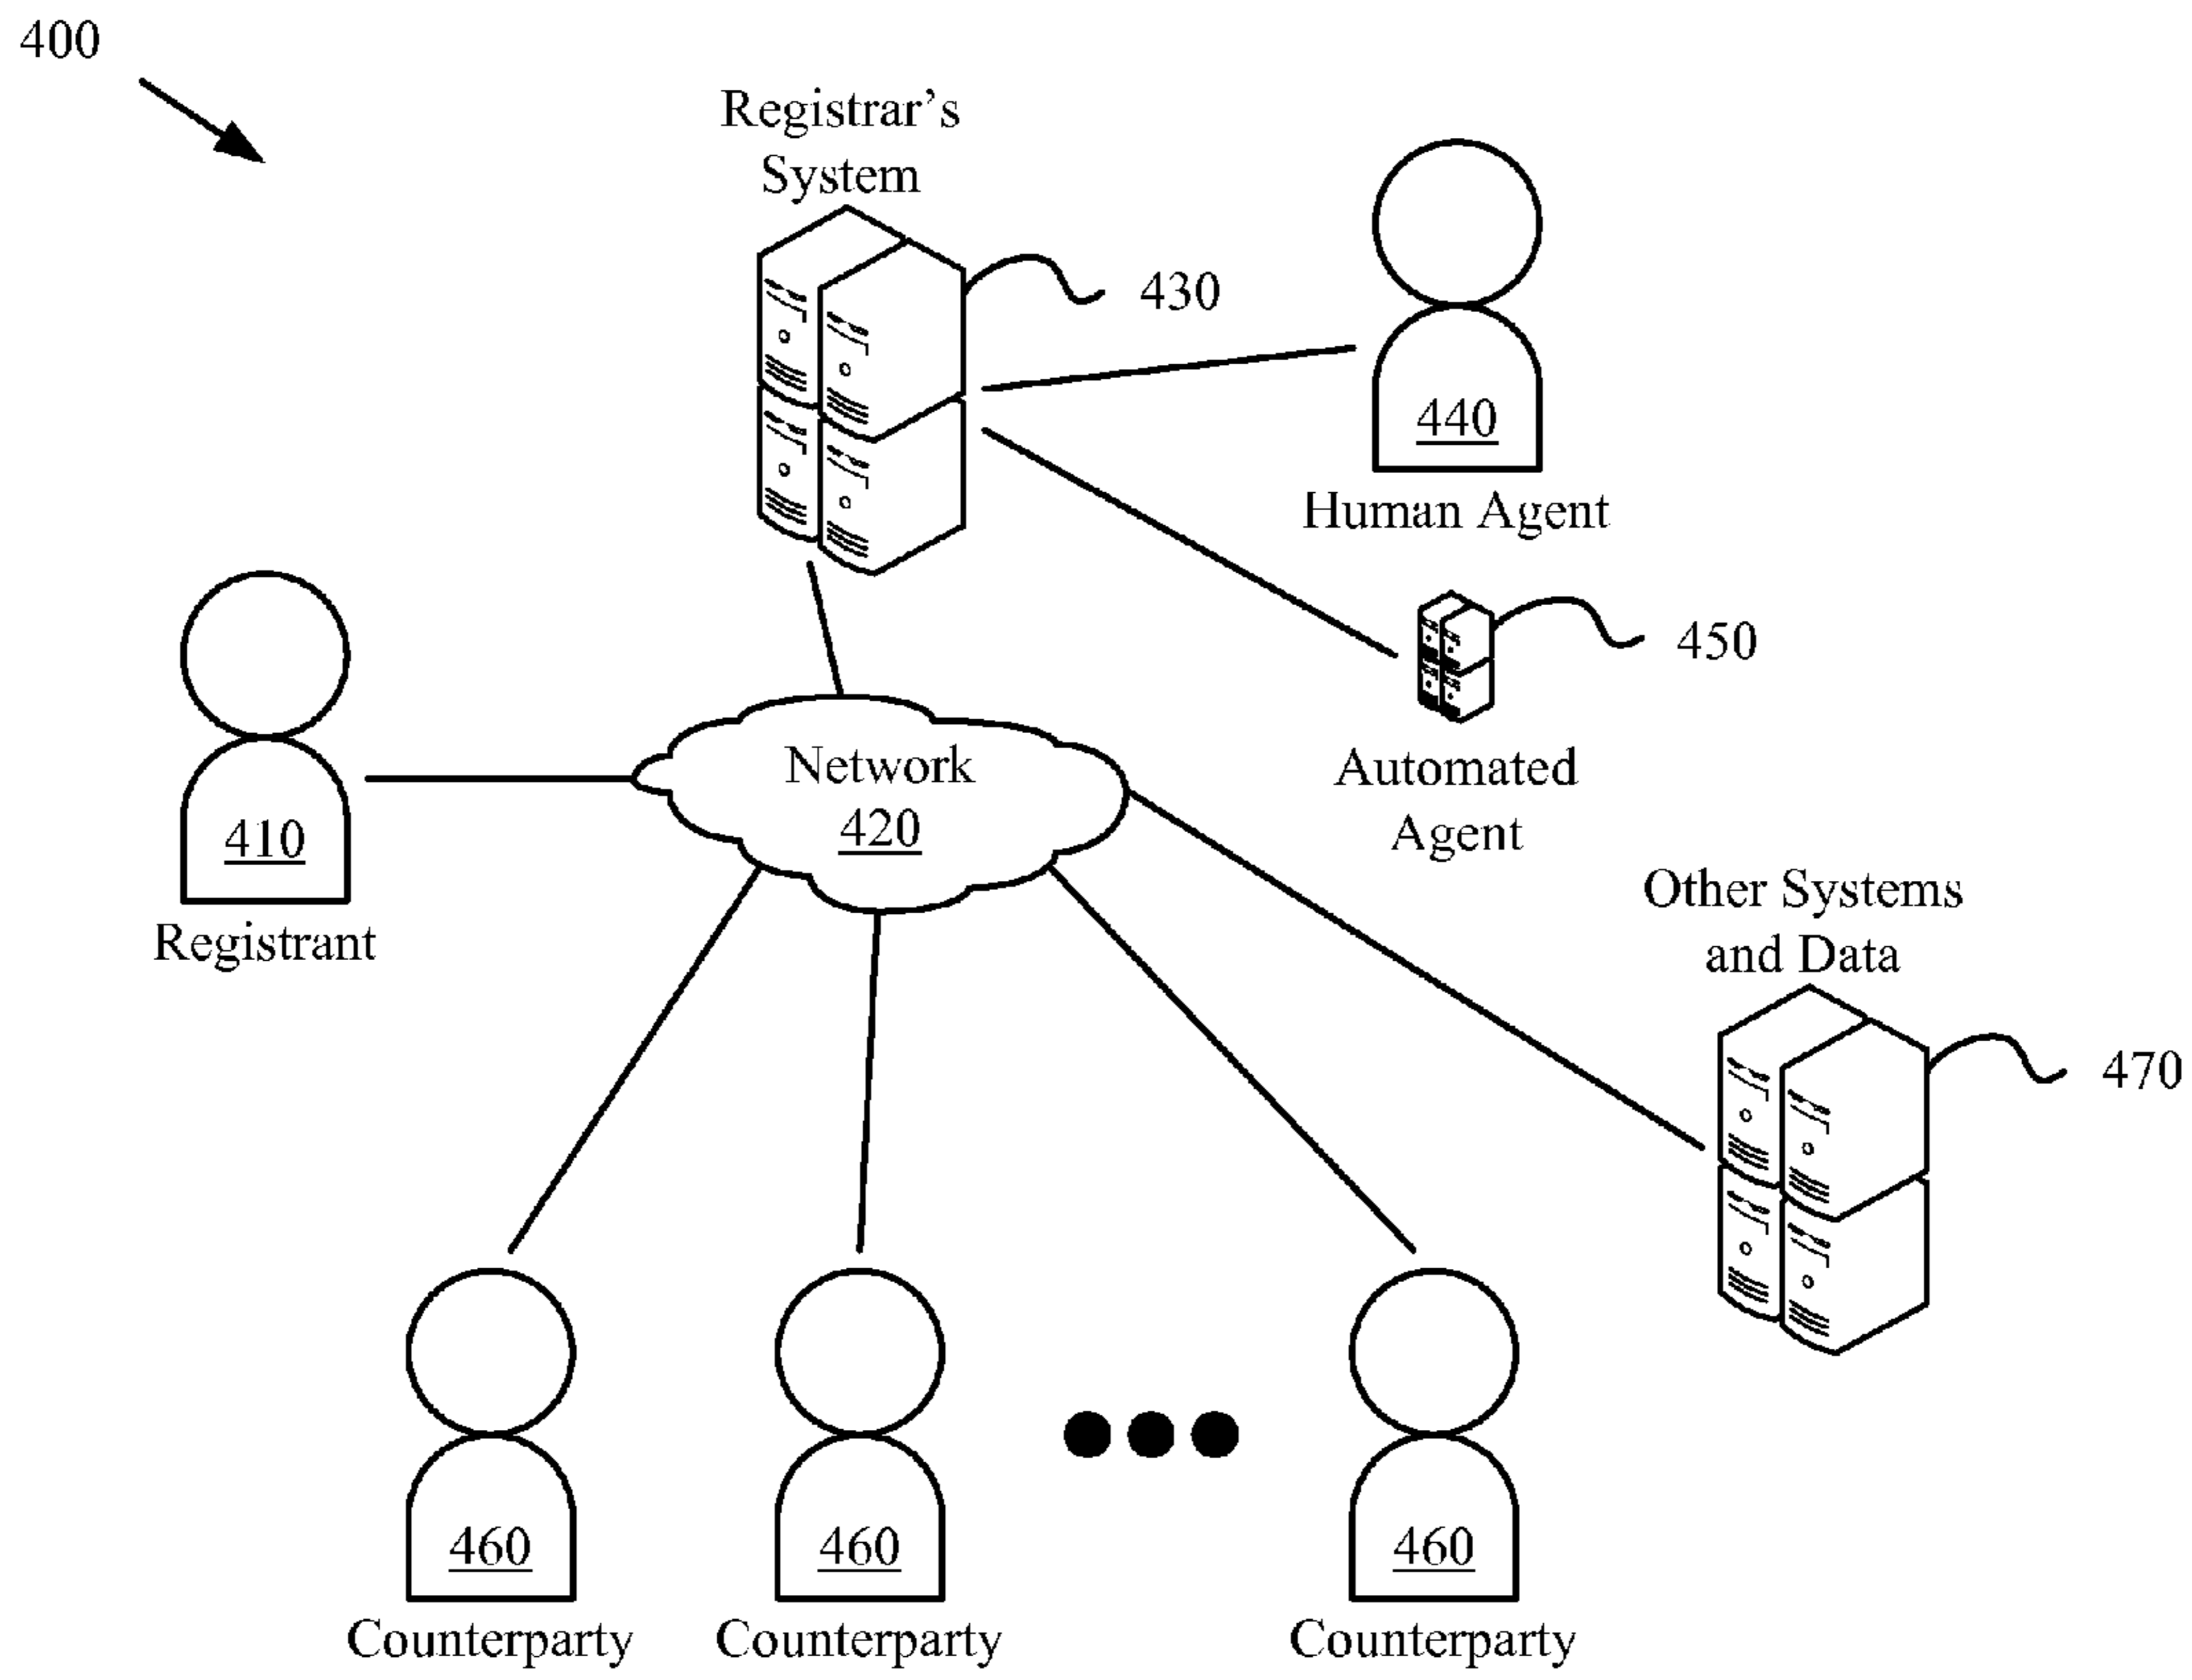 400
Registrar's
System
430
440
Human Agent
450
Automated
Agent
Network
420
410
Registrant
Other Systems
and Data
470
460
Counterparty
460
Counterparty
460
Counterparty